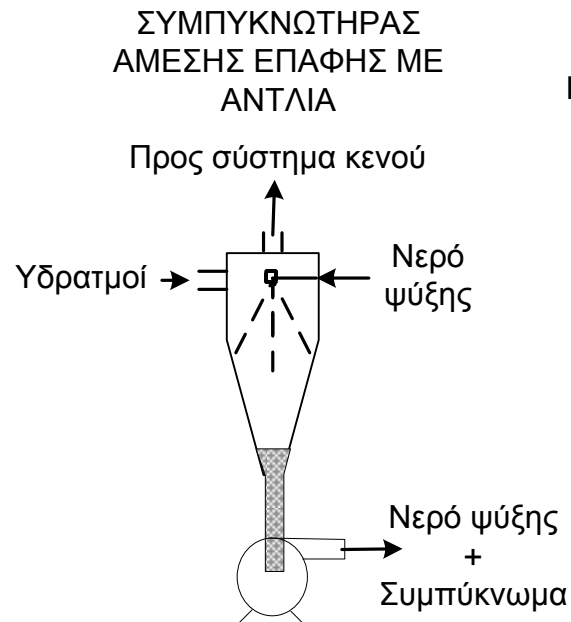 ΣΥΜΠΥΚΝΩΤΗΡΑΣ
ΑΜΕΣΗΣ ΕΠΑΦΗΣ ΜΕ
ΑΝΤΛΙΑ
Προς σύστημα κενού
Υδρατμοί
Νερό
ψύξης
Νερό ψύξης
+
Συμπύκνωμα